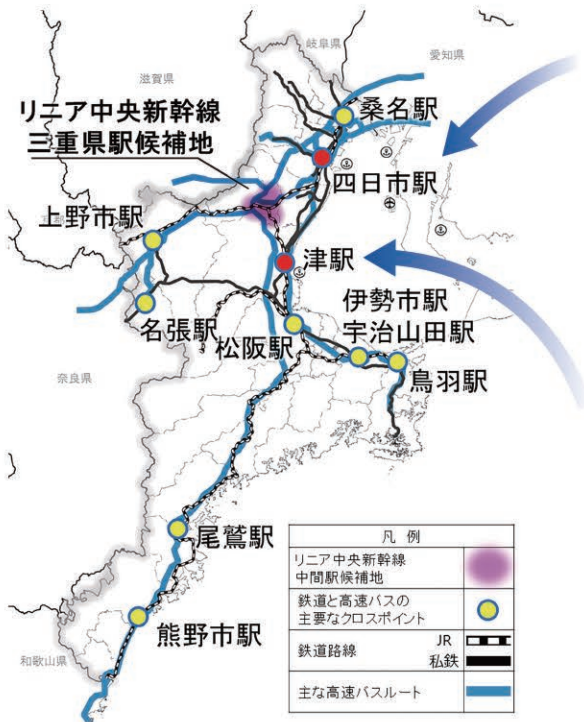 岐阜県
愛知県
滋賀県
リニア中央新幹線
三重県駅候補地
桑名駅
四日市駅
上野市駅
津駅
伊勢市駅
宇治山田駅
名張駅
松阪駅
鳥羽駅
奈良県
尾鷲駅
熊野市駅
和歌山県
凡 例
リニア中央新幹線
中間駅候補地
鉄道と高速バスの
主要なクロスポイント
鉄道路線
JR
私鉄
主な高速バスルート